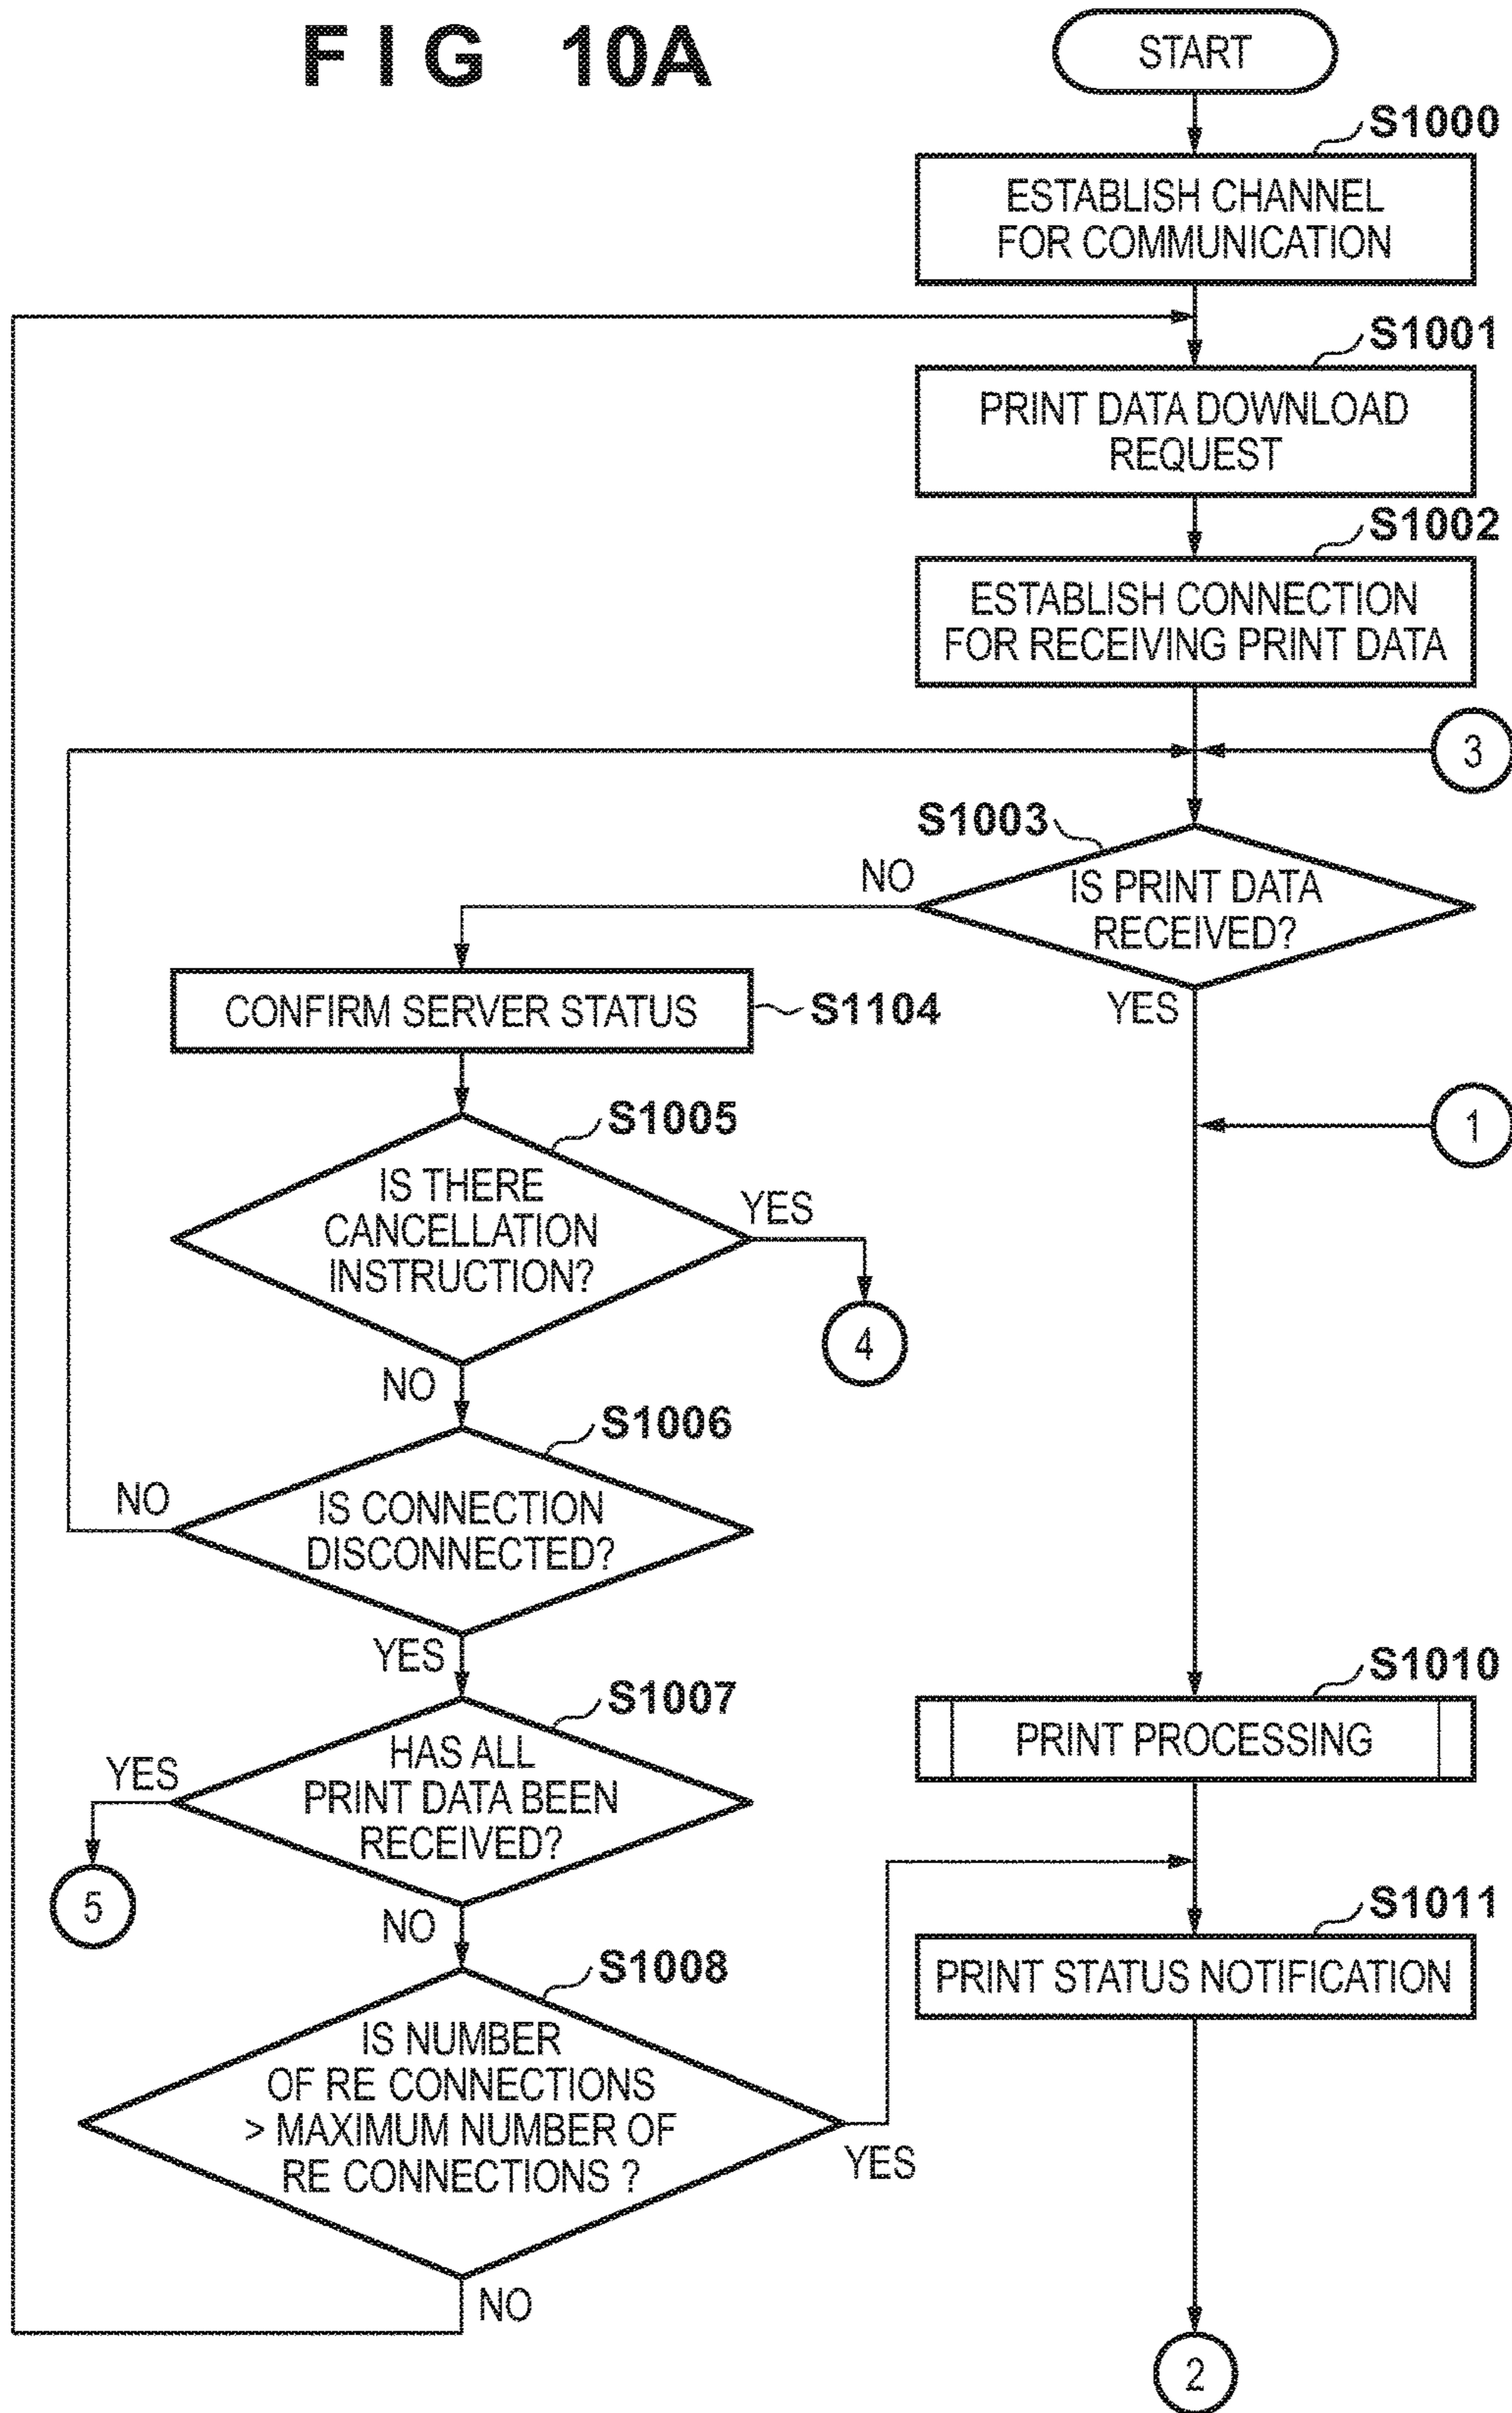 FIG 10A
START
S1000
ESTABLISH CHANNEL
FOR COMMUNICATION
S1001
PRINT DATA DOWNLOAD
REQUEST
S1002
ESTABLISH CONNECTION
FOR RECEIVING PRINT DATA
3
S1003
IS PRINT DATA
RECEIVED?
NO
YES
CONFIRM SERVER STATUS
S1104
1
S1005
IS THERE
CANCELLATION
INSTRUCTION?
YES
4
NO
S1006
IS CONNECTION
DISCONNECTED?
NO
YES
S1007
HAS ALL
PRINT DATA BEEN
RECEIVED?
YES
5
NO
S1008
IS NUMBER
OF RE CONNECTIONS
> MAXIMUM NUMBER OF
RE CONNECTIONS ?
YES
NO
S1010
PRINT PROCESSING
S1011
PRINT STATUS NOTIFICATION
2